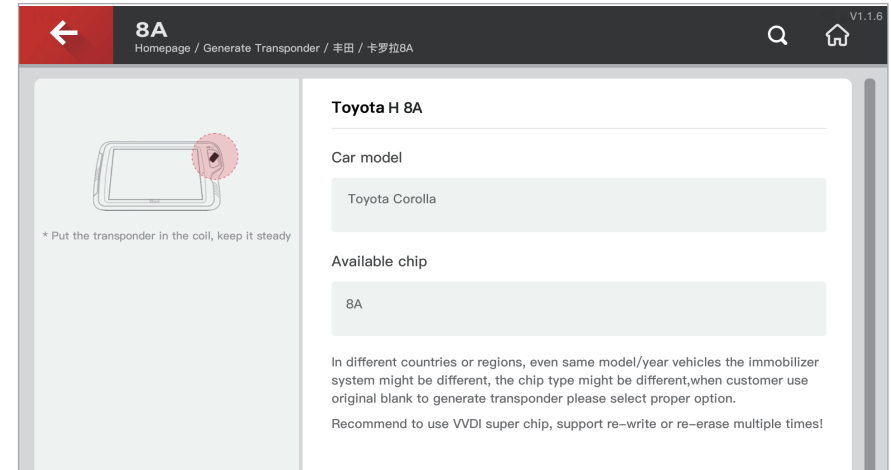 V1.1.6
8A
Homepage / Generate Transponder / 丰田 / 卡罗拉8A
* Put the transponder in the coil, keep it steady
Toyota H 8A
Car model
Toyota Corolla
Available chip
8A
In different countries or regions, even same model/year vehicles the immobilizer
system might be different, the chip type might be different,when customer use
original blank to generate transponder please select proper option.
Recommend to use VVDI super chip, support re-write or re-erase multiple times!